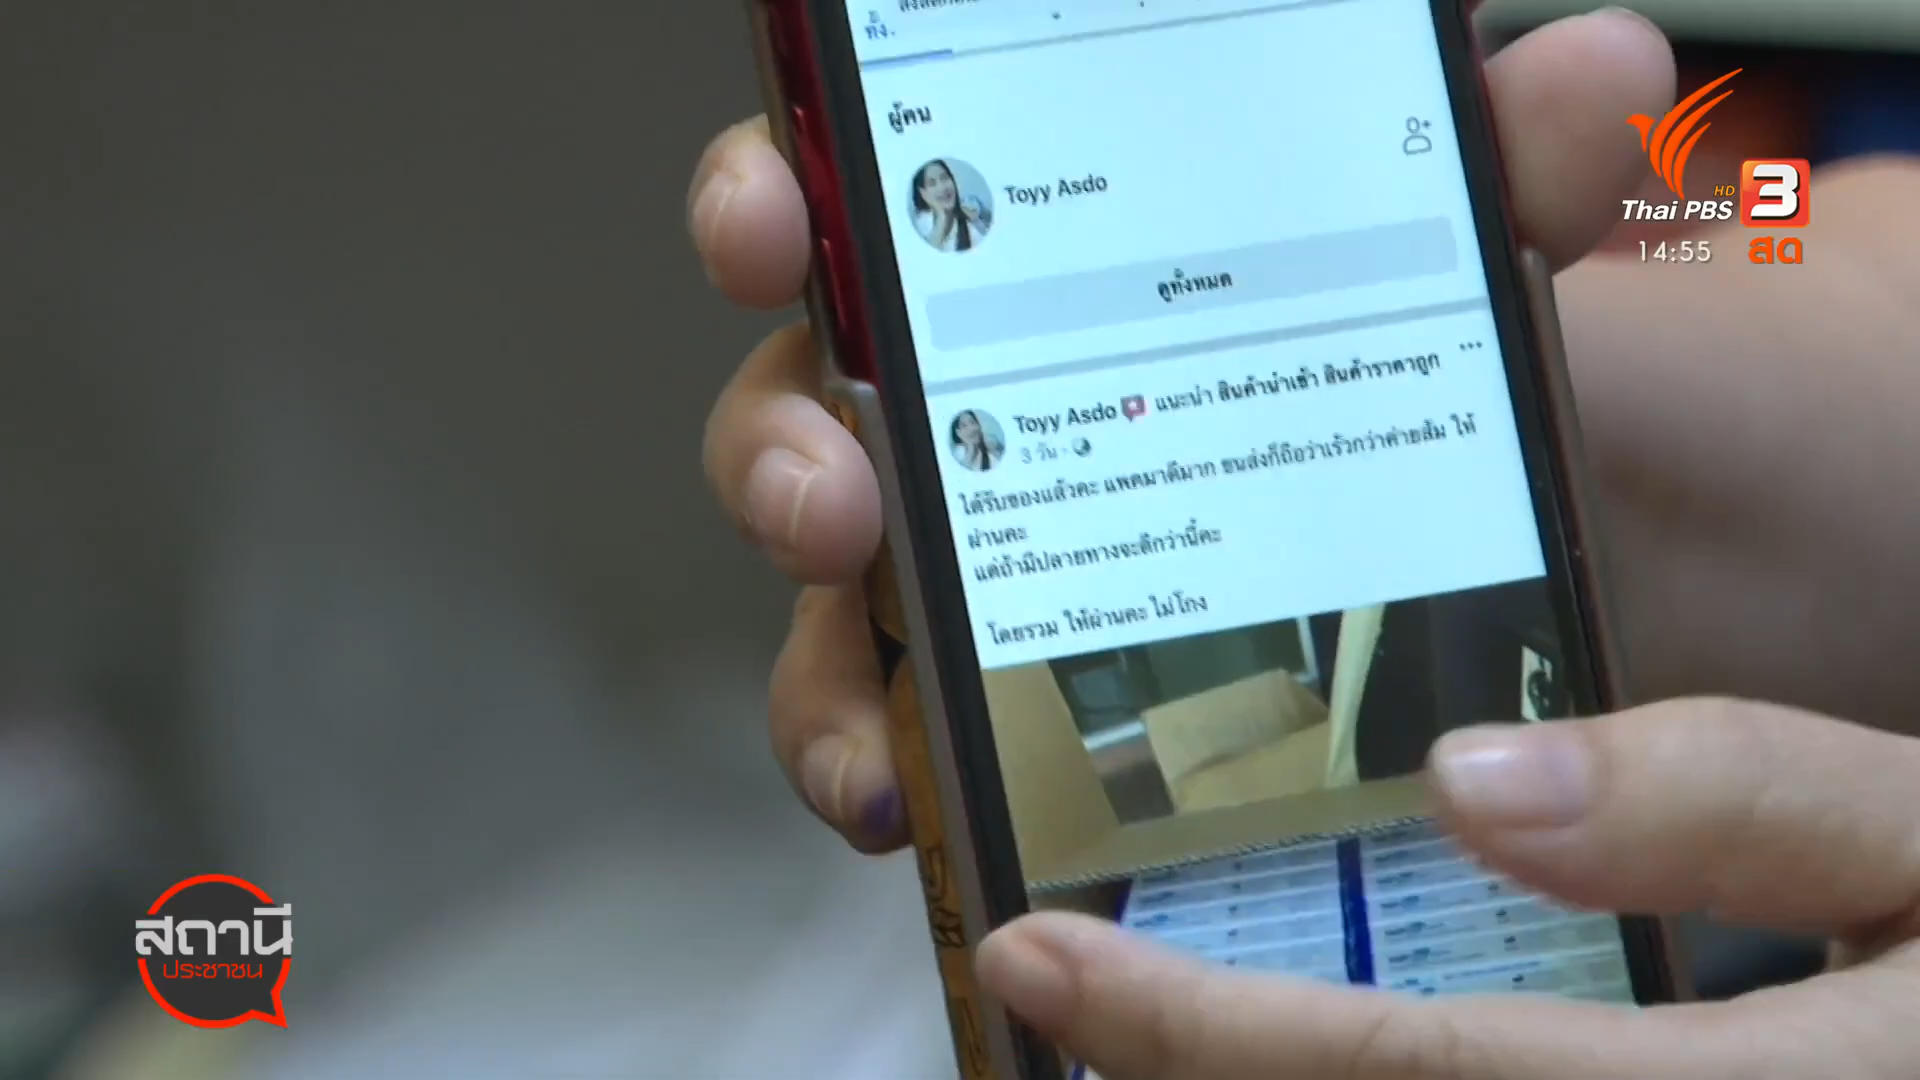 ทั้ง.
ผู้คน
Toyy Asdo
ดูทั้งหมด
Toyy Asdo แนะนำ สินค้านำเข้า สินค้าราคาถูก
3 วัน ·
ได้รับของแล้วคะ แพคมาดีมาก ขนส่งก็ถือว่าเร็วกว่าค่ายส้ม ให้
ผ่านคะ
แต่ถ้ามีปลายทางจะดีกว่านี้คะ
โดยรวม ให้ผ่านคะ ไม่โกง
HD
Thai PBS 3
14:55 สด
สถานี
ประชาชน